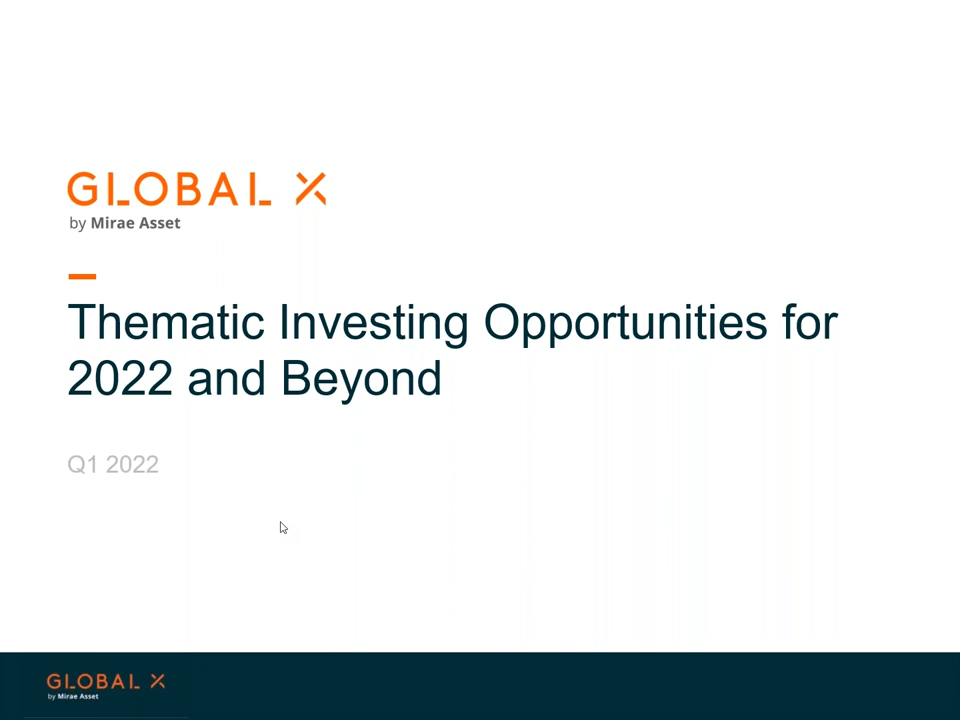 GLOBAL X
by Mirae Asset
Thematic Investing Opportunities for
2022 and Beyond
Q1 2022
GLOBAL X
by Mirae Asset